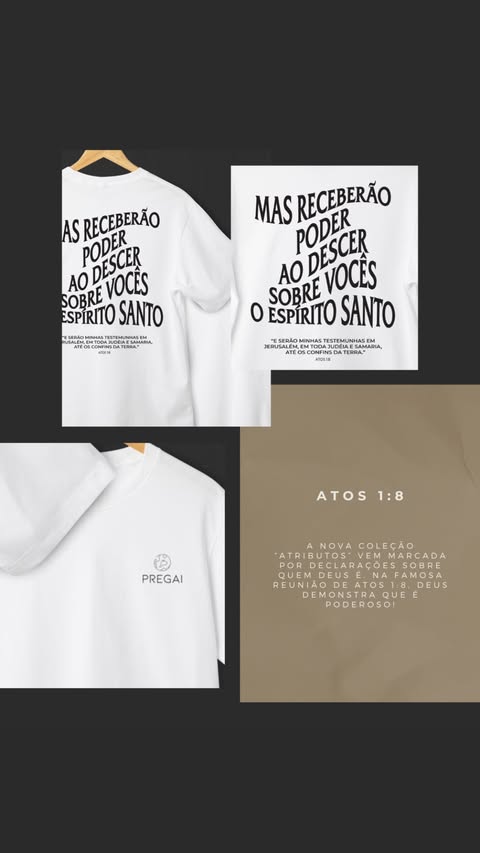 AS RECEBERÃO
PODER
AO DESCER
SOBRE VOCÊS
ESPÍRITO SANTO
"E SERÃO MINHAS TESTEMUNHAS EM
RUSALÉM, EM TODA JUDÉIA E SAMARIA,
ATÉ OS CONFINS DA TERRA."
ATOS 1:8
MAS RECEBERÃO
PODER
AO DESCER
SOBRE VOCÊS
O ESPÍRITO SANTO
"E SERÃO MINHAS TESTEMUNHAS EM
JERUSALÉM, EM TODA JUDÉIA E SAMARIA,
ATÉ OS CONFINS DA TERRA."
ATOS 1:8
PREGAI
ATOS 1:8
A NOVA COLEÇÃO
"ATRIBUTOS" VEM MARCADA
POR DECLARAÇÕES SOBRE
QUEM DEUS É. NA FAMOSA
REUNIÃO DE ATOS 1:8, DEUS
DEMONSTRA QUE É
PODEROSO!